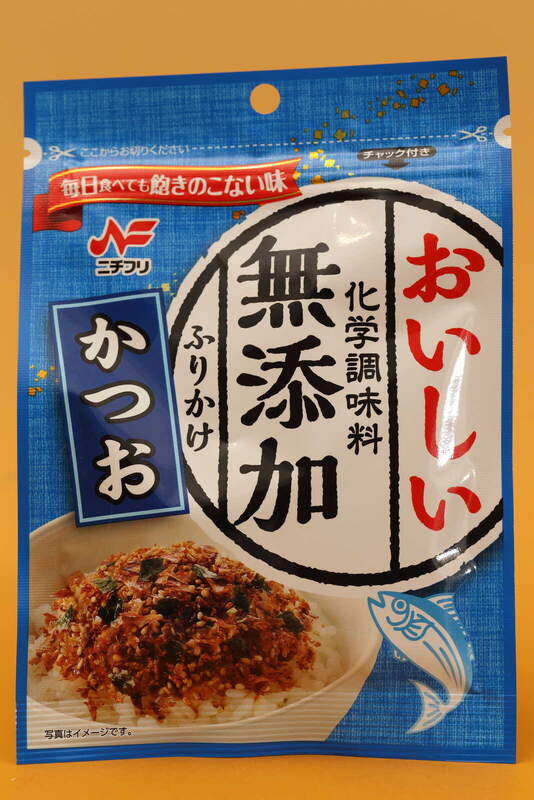 ここからお切りください
チャック付き
毎日食べても飽きのこない味
ニチフリ
おいしい
化学調味料
無添加
ふりかけ
かつお
写真はイメージです。